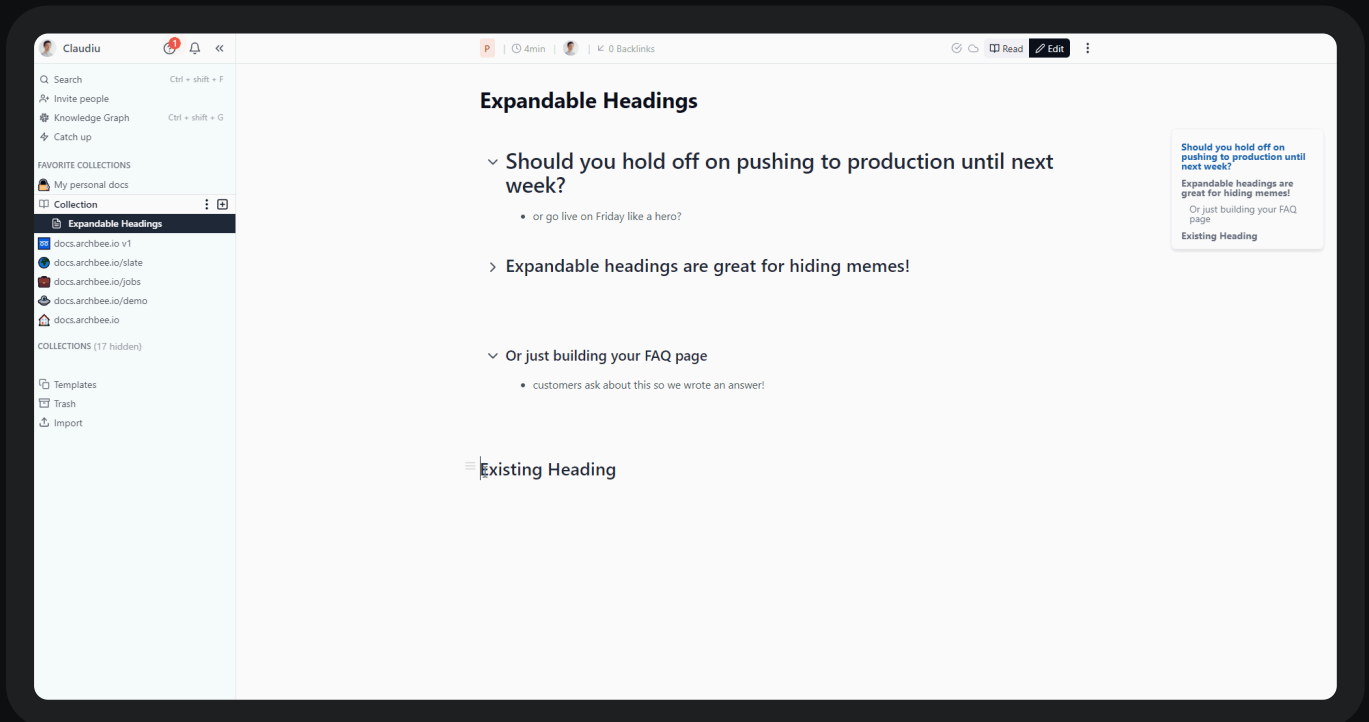 Claudiu
1
Search Ctrl + shift + F
Invite people
Knowledge Graph Ctrl + shift + G
Catch up
FAVORITE COLLECTIONS
My personal docs
Collection
Expandable Headings
docs.archbee.io v1
docs.archbee.io/slate
docs.archbee.io/jobs
docs.archbee.io/demo
docs.archbee.io
COLLECTIONS (17 hidden)
Templates
Trash
Import
P 4min 0 Backlinks
Read Edit
Expandable Headings
Should you hold off on pushing to production until next
week?
or go live on Friday like a hero?
Expandable headings are great for hiding memes!
Or just building your FAQ page
customers ask about this so we wrote an answer!
Existing Heading
Should you hold off on
pushing to production until
next week?
Expandable headings are
great for hiding memes!
Or just building your FAQ
page
Existing Heading